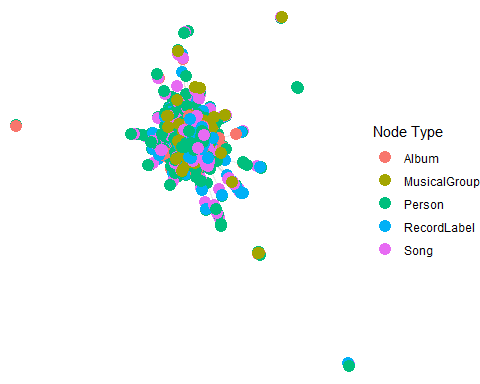 Node Type
Album
MusicalGroup
Person
RecordLabel
Song